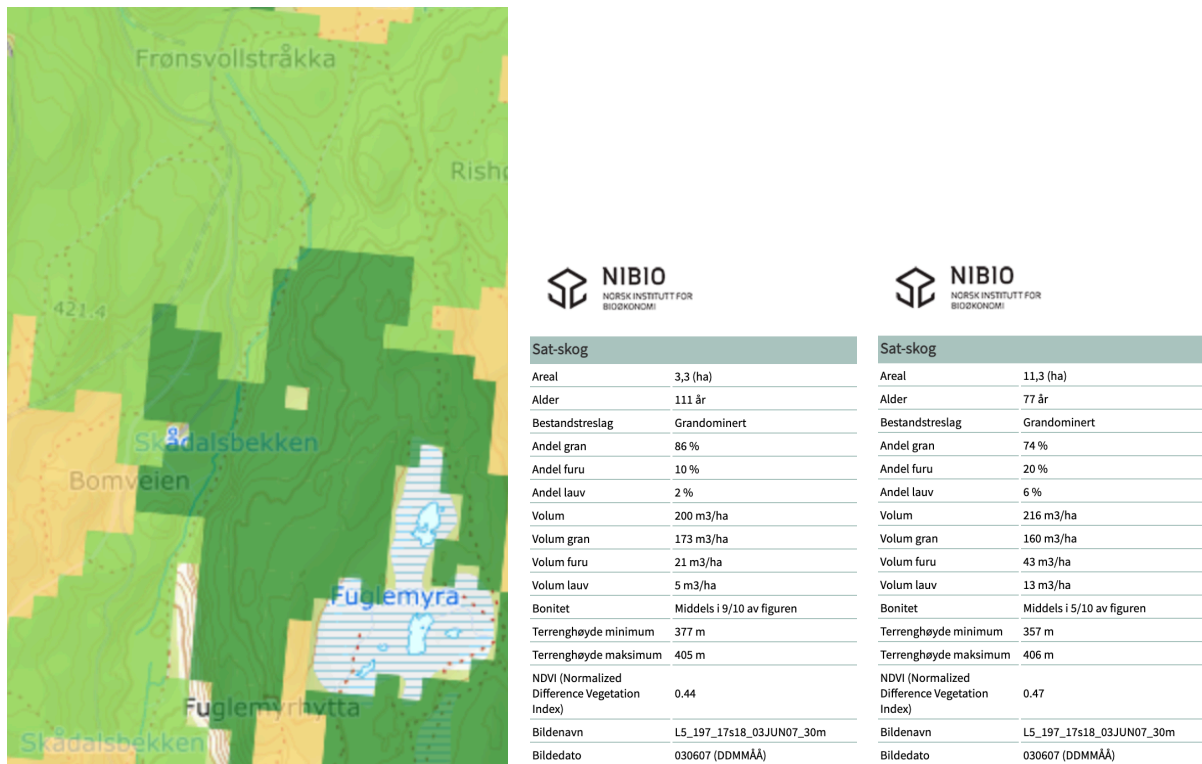 Frønsvollstråkka
Rishø
421.4
Skådalsbekken
Bomveien
Fuglemyra
Fuglemyrhytta
Skådalsbekken
NIBIO
NORSK INSTITUTT FOR
BIOØKONOMI
Sat-skog
Areal 3,3 (ha)
Alder 111 år
Bestandstreslag Grandominert
Andel gran 86 %
Andel furu 10 %
Andel lauv 2 %
Volum 200 m3/ha
Volum gran 173 m3/ha
Volum furu 21 m3/ha
Volum lauv 5 m3/ha
Bonitet Middels i 9/10 av figuren
Terrenghøyde minimum 377 m
Terrenghøyde maksimum 405 m
NDVI (Normalized
Difference Vegetation 0.44
Index)
Bildenavn L5_197_17s18_03JUN07_30m
Bildedato 030607 (DDMMÅÅ)
NIBIO
NORSK INSTITUTT FOR
BIOØKONOMI
Sat-skog
Areal 11,3 (ha)
Alder 77 år
Bestandstreslag Grandominert
Andel gran 74 %
Andel furu 20 %
Andel lauv 6 %
Volum 216 m3/ha
Volum gran 160 m3/ha
Volum furu 43 m3/ha
Volum lauv 13 m3/ha
Bonitet Middels i 5/10 av figuren
Terrenghøyde minimum 357 m
Terrenghøyde maksimum 406 m
NDVI (Normalized
Difference Vegetation 0.47
Index)
Bildenavn L5_197_17s18_03JUN07_30m
Bildedato 030607 (DDMMÅÅ)